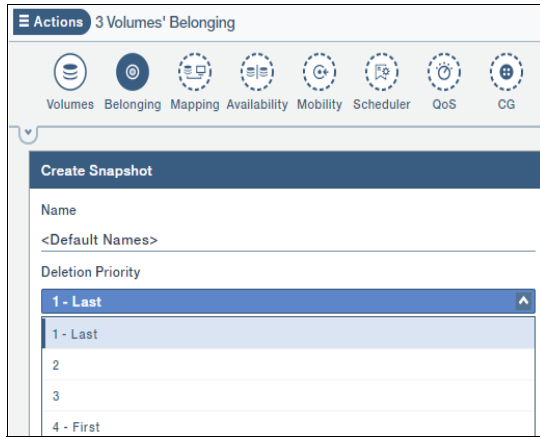 Actions 3 Volumes' Belonging
Volumes Belonging Mapping Availability Mobility Scheduler QoS CG
Create Snapshot
Name
<Default Names>
Deletion Priority
1 - Last
1 - Last
2
3
4 - First